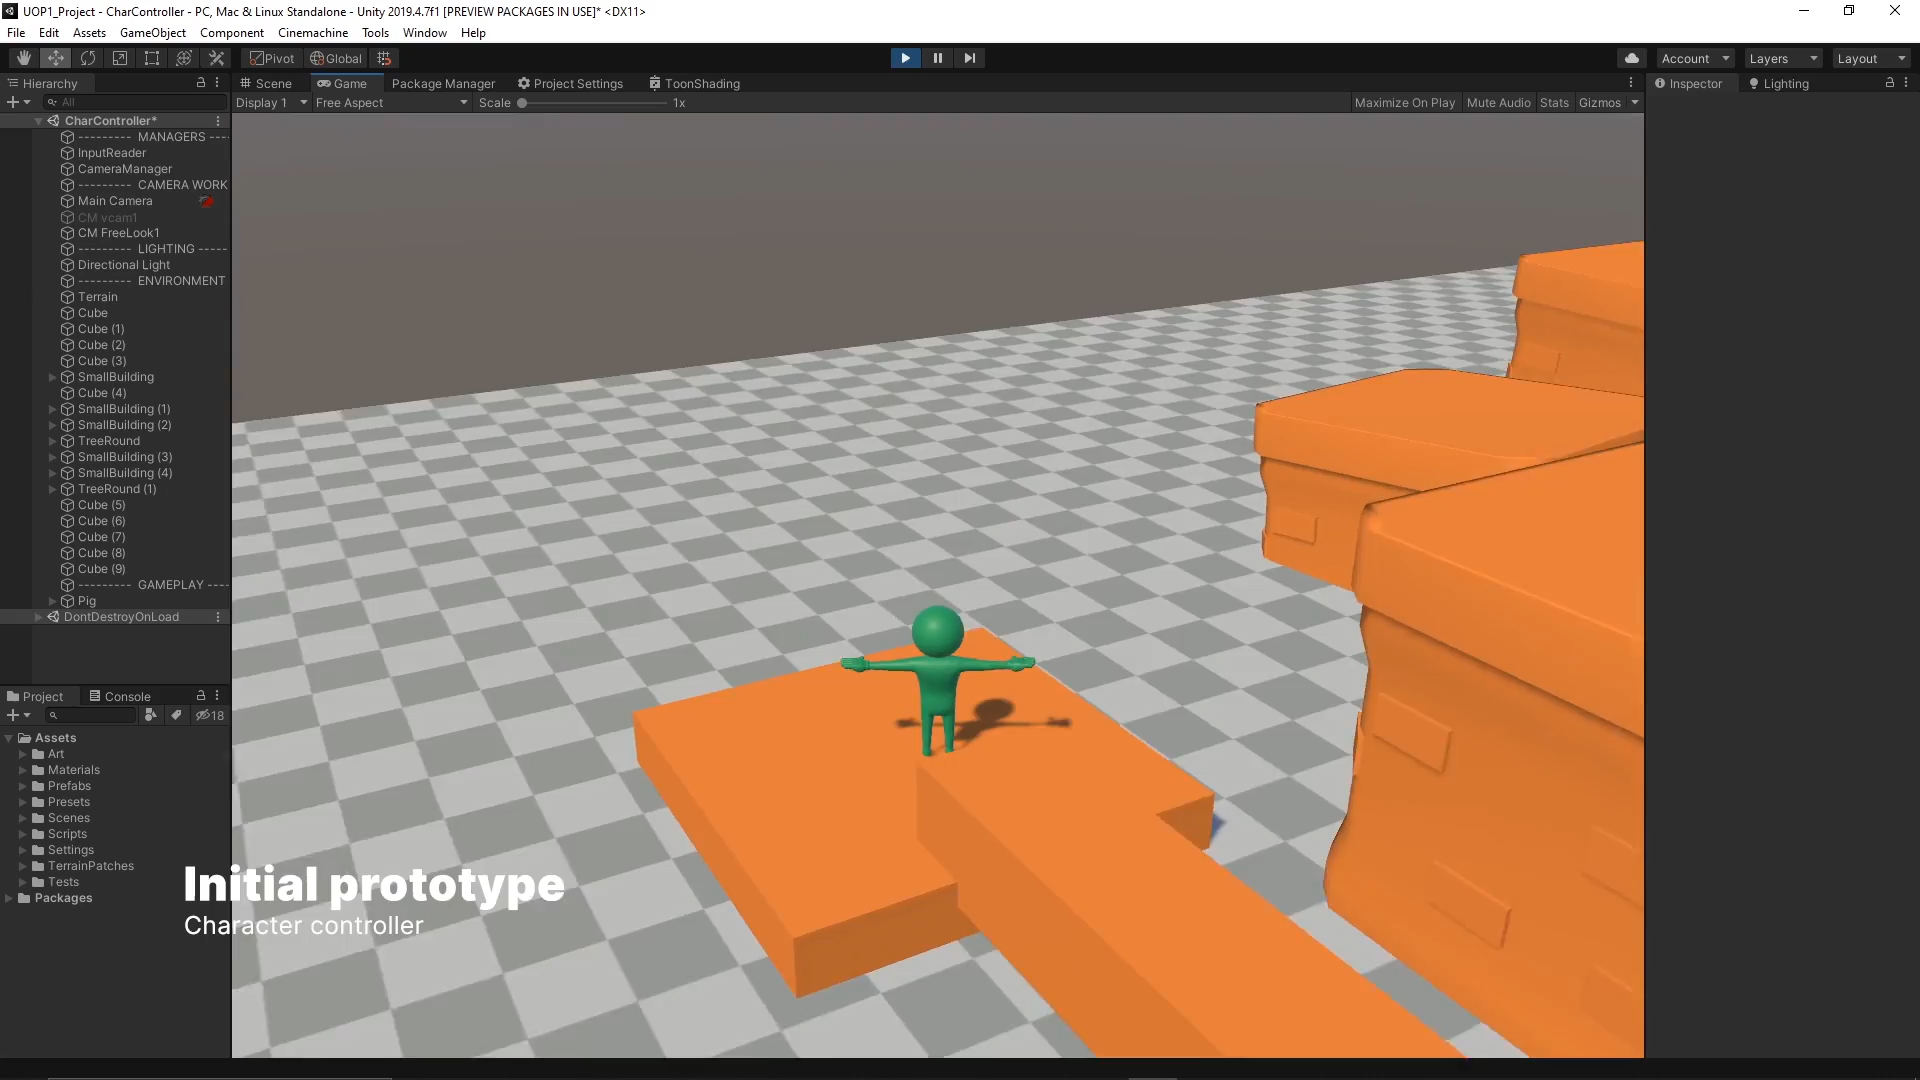 UOP1_Project - CharController - PC, Mac & Linux Standalone - Unity 2019.4.7f1 [PREVIEW PACKAGES IN USE]* <DX11>
File Edit Assets GameObject Component Cinemachine Tools Window Help
Pivot Global Account Layers Layout
Hierarchy
Scene Game Package Manager Project Settings ToonShading
Inspector Lighting
All
Display 1 Free Aspect Scale 1x Maximize On Play Mute Audio Stats Gizmos
CharController*
--------- MANAGERS ----
InputReader
CameraManager
--------- CAMERA WORK
Main Camera
CM vcam1
CM FreeLook1
--------- LIGHTING -----
Directional Light
--------- ENVIRONMENT
Terrain
Cube
Cube (1)
Cube (2)
Cube (3)
SmallBuilding
Cube (4)
SmallBuilding (1)
SmallBuilding (2)
TreeRound
SmallBuilding (3)
SmallBuilding (4)
TreeRound (1)
Cube (5)
Cube (6)
Cube (7)
Cube (8)
Cube (9)
--------- GAMEPLAY ----
Pig
DontDestroyOnLoad
Project Console
18
Assets
Art
Materials
Prefabs
Presets
Scenes
Scripts
Settings
TerrainPatches
Tests
Packages
Initial prototype
Character controller